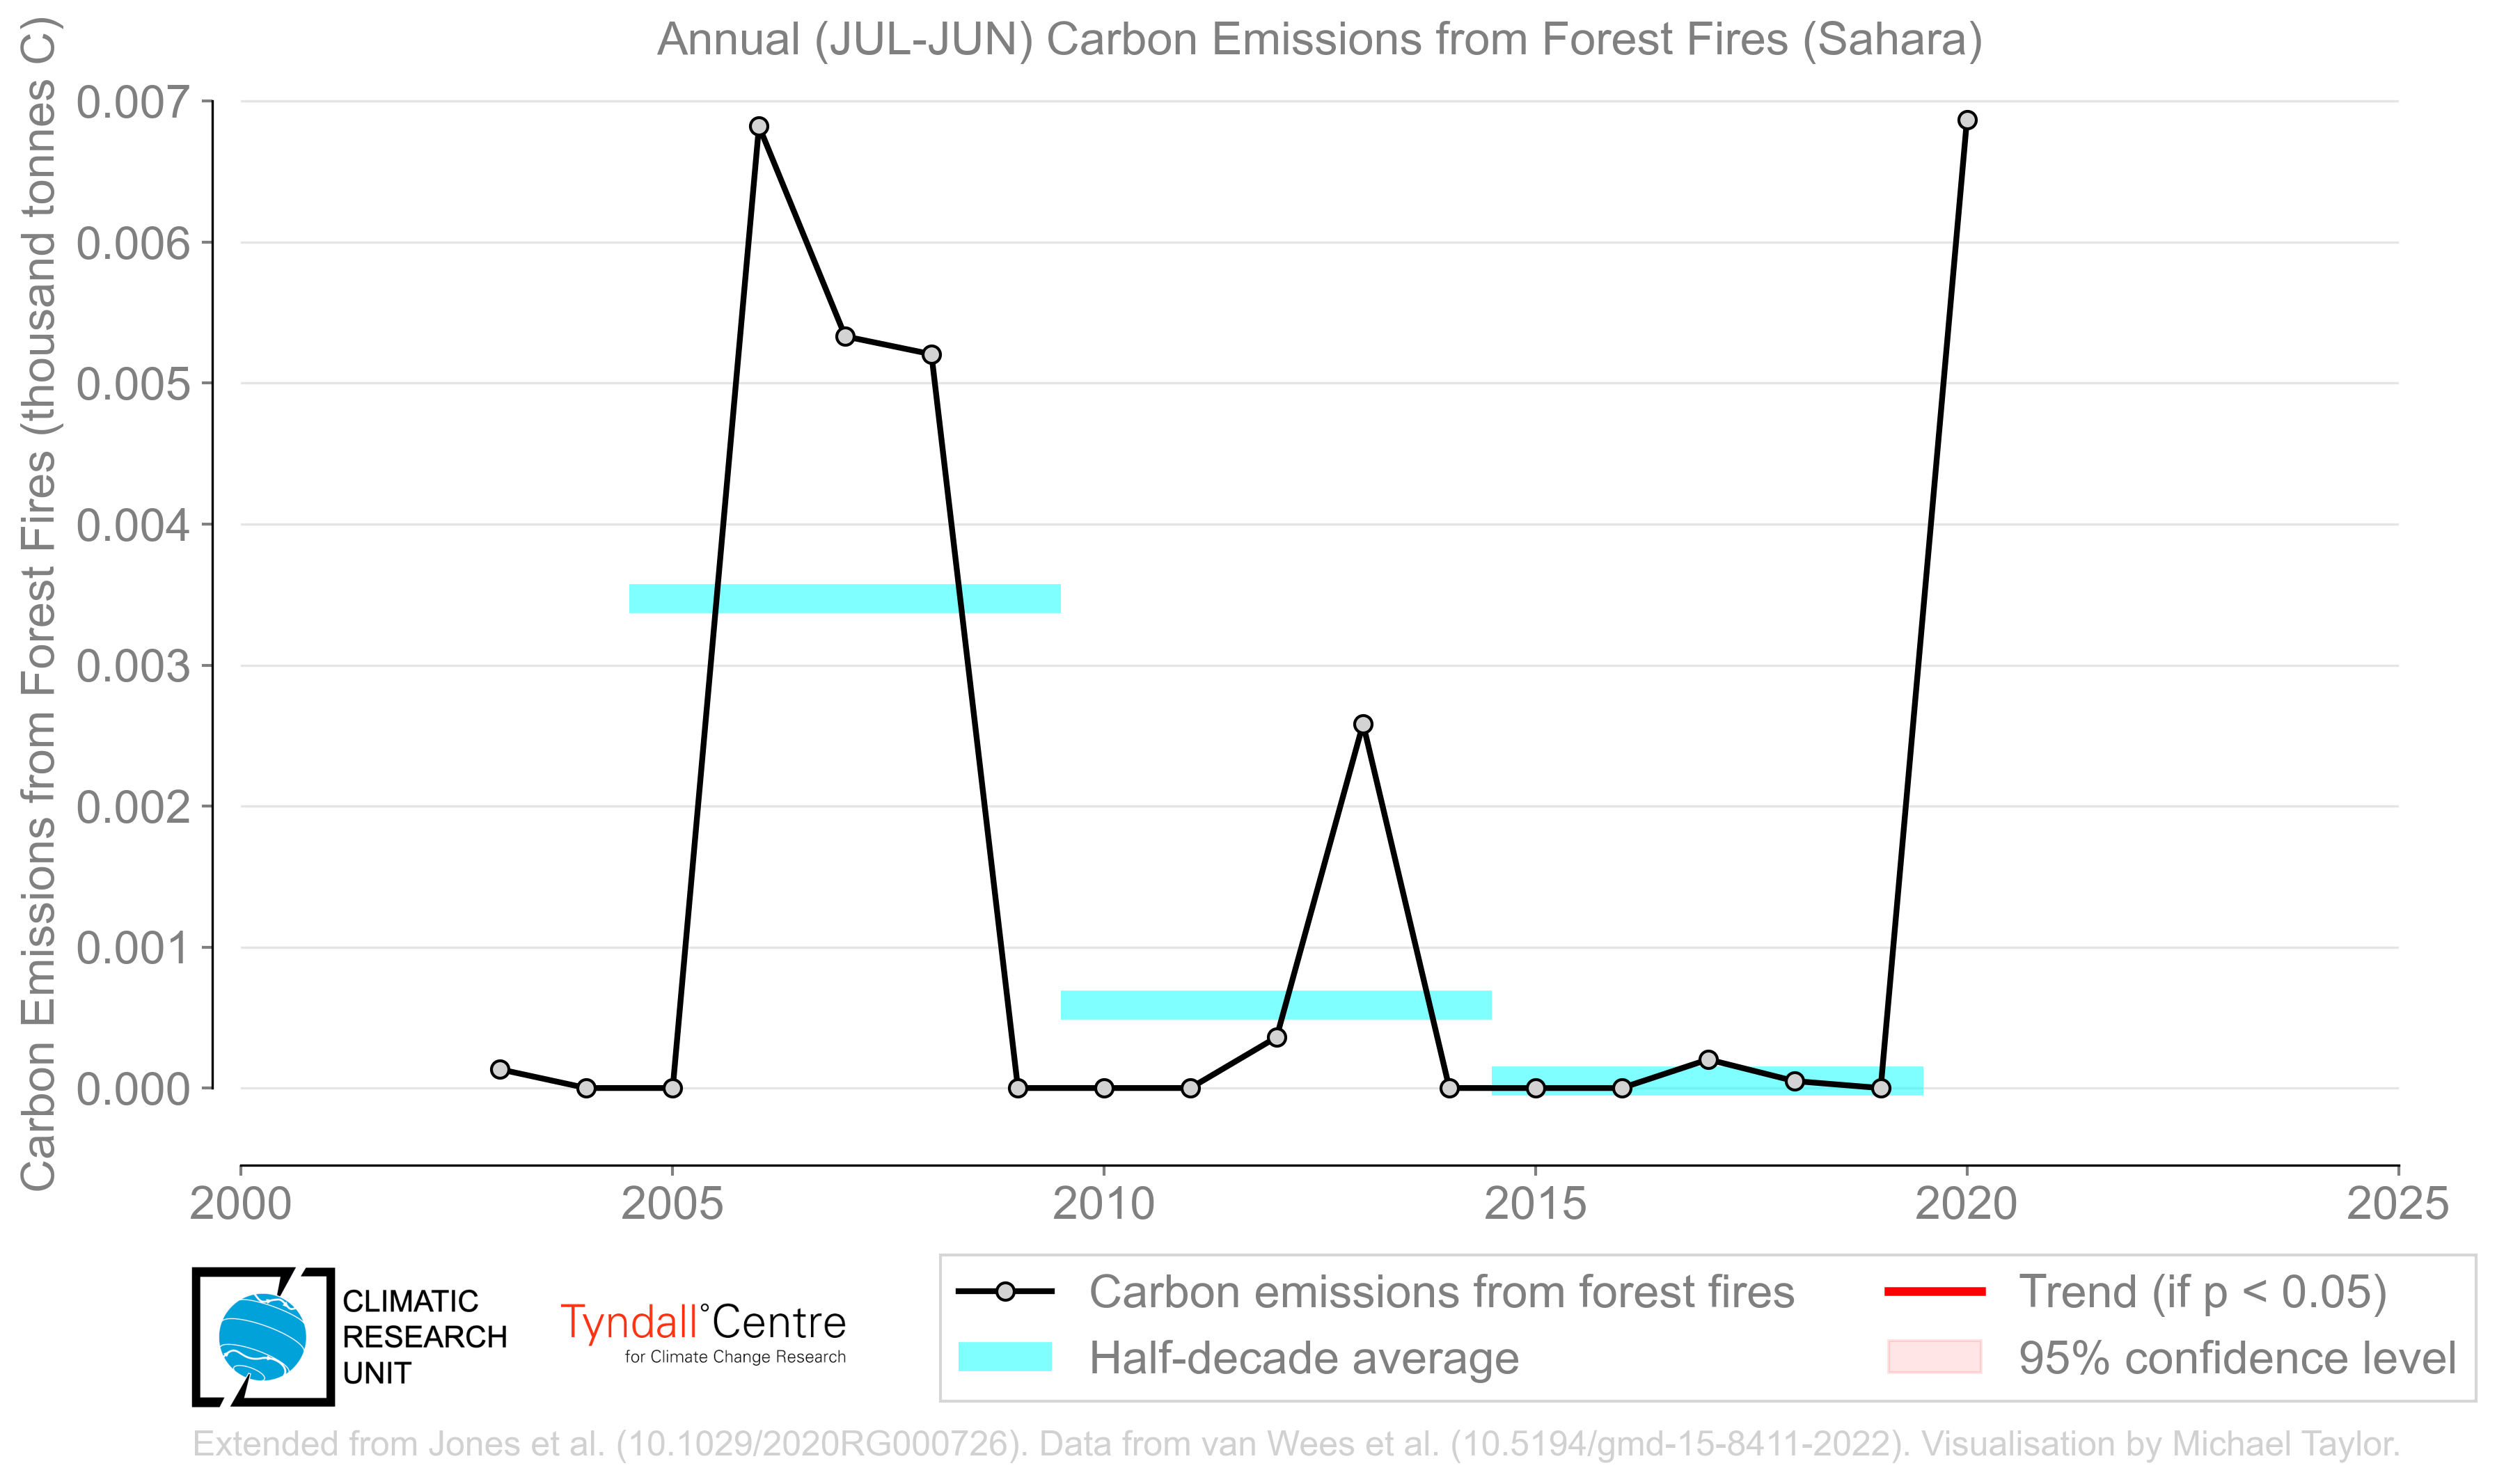 Annual (JUL-JUN) Carbon Emissions from Forest Fires (Sahara)
Carbon Emissions from Forest Fires (thousand tonnes C)
0.007
0.006
0.005
0.004
0.003
0.002
0.001
0.000
2000 2005 2010 2015 2020 2025
CLIMATIC
RESEARCH
UNIT
Tyndall°Centre
for Climate Change Research
Carbon emissions from forest fires
Half-decade average
Trend (if p < 0.05)
95% confidence level
Extended from Jones et al. (10.1029/2020RG000726). Data from van Wees et al. (10.5194/gmd-15-8411-2022). Visualisation by Michael Taylor.